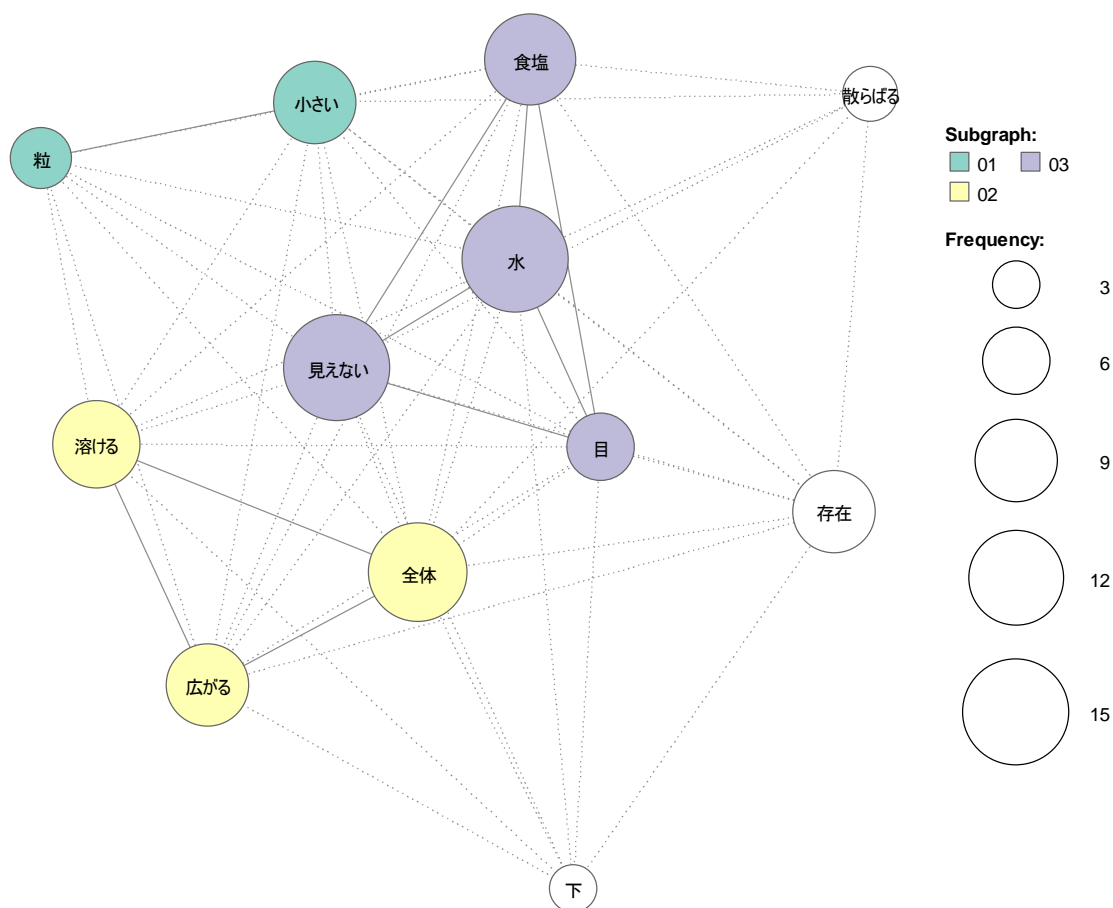 食塩
小さい
散らばる
粒
水
見えない
溶ける
目
存在
全体
広がる
下
Subgraph:
01 03
02
Frequency:
3
6
9
12
15